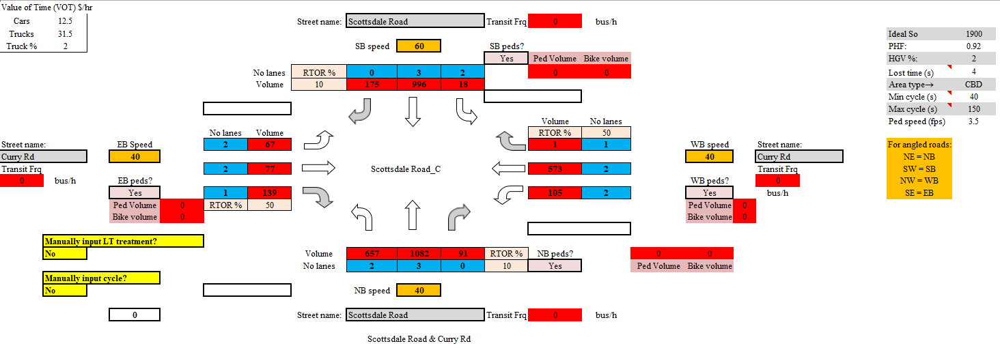 Value of Time (VOT) $/hr
Cars 12.5
Trucks 31.5
Truck % 2
Street name: Scottsdale Road Transit Frq 0 bus/h
SB speed 60 SB peds?
Yes Ped Volume Bike volume
No lanes RTOR % 0 3 2 0 0
Volume 10 175 996 18
Ideal So 1900
PHF: 0.92
HGV %: 2
Lost time (s) 4
Area type→ CBD
Min cycle (s) 40
Max cycle (s) 150
Ped speed (fps) 3.5
No lanes Volume
2 67
2 77
1 139
RTOR % 50
Volume No lanes
RTOR % 50
1 1
573 2
105 2
Street name: EB Speed
Curry Rd 40
Transit Frq
0 bus/h EB peds?
Yes
Ped Volume 0
Bike volume 0
Scottsdale Road_C
WB speed Street name:
40 Curry Rd
Transit Frq
WB peds? 0
Yes bus/h
Ped Volume 0
Bike volume 0
For angled roads:
NE = NB
SW = SB
NW = WB
SE = EB
Manually input LT treatment?
No
Manually input cycle?
No
0
Volume 657 1082 91 RTOR % NB peds? 0 0
No lanes 2 3 0 10 Yes Ped Volume Bike volume
NB speed 40
Street name: Scottsdale Road Transit Frq 0 bus/h
Scottsdale Road & Curry Rd